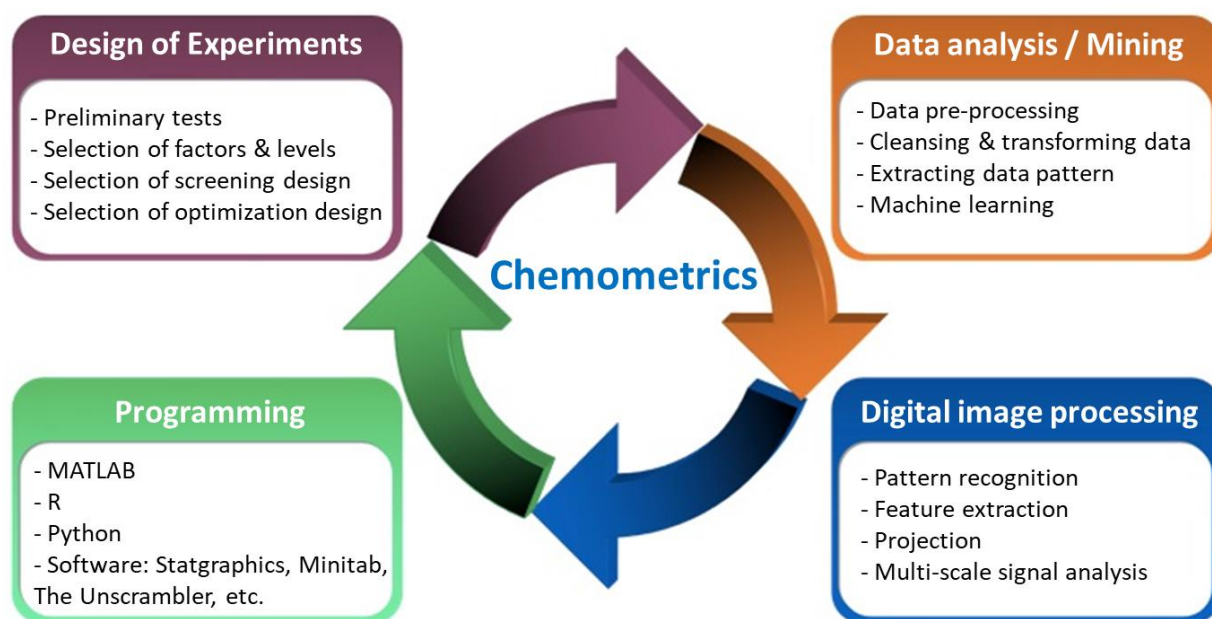 Design of Experiments
- Preliminary tests
- Selection of factors & levels
- Selection of screening design
- Selection of optimization design
Data analysis / Mining
- Data pre-processing
- Cleansing & transforming data
- Extracting data pattern
- Machine learning
Chemometrics
Programming
- MATLAB
- R
- Python
- Software: Statgraphics, Minitab,
The Unscrambler, etc.
Digital image processing
- Pattern recognition
- Feature extraction
- Projection
- Multi-scale signal analysis